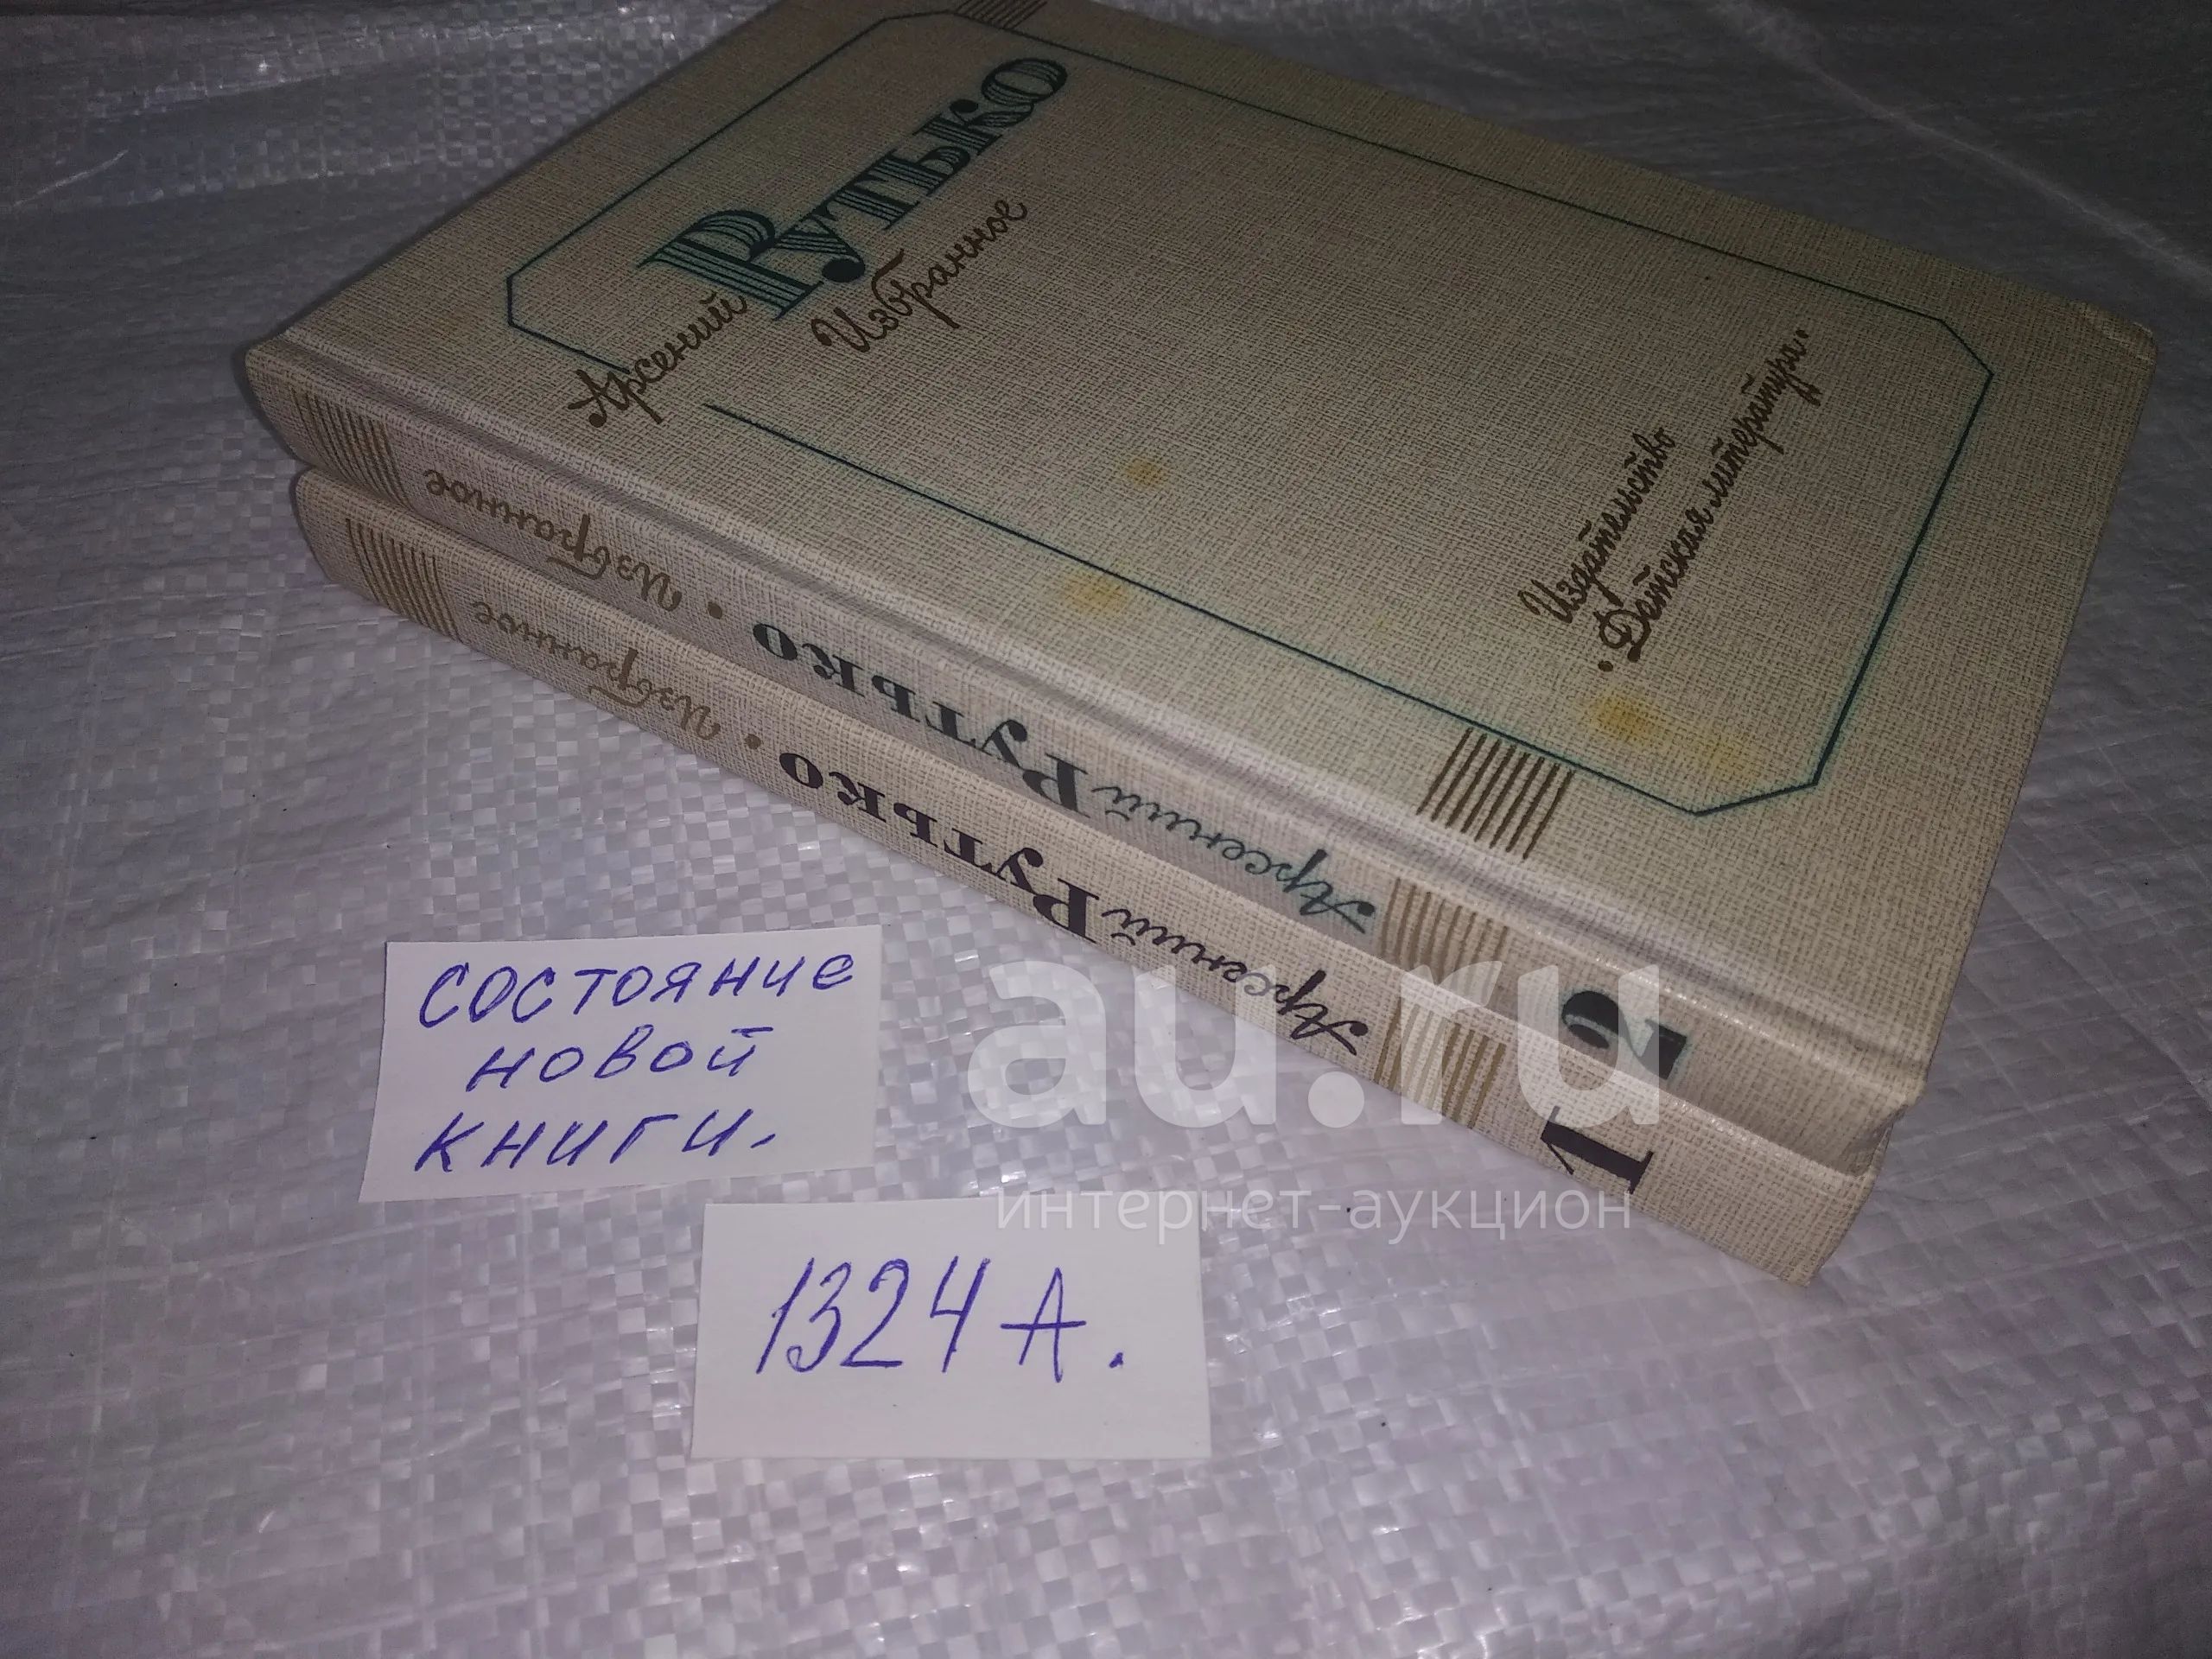 Арсений
Рутько
Избранное
Издательство
"Детская литература"
Арсений Рутько • Избранное
2
Арсений Рутько • Избранное
1
состояние
новой
книги.
1324А.
au.ru
интернет-аукцион